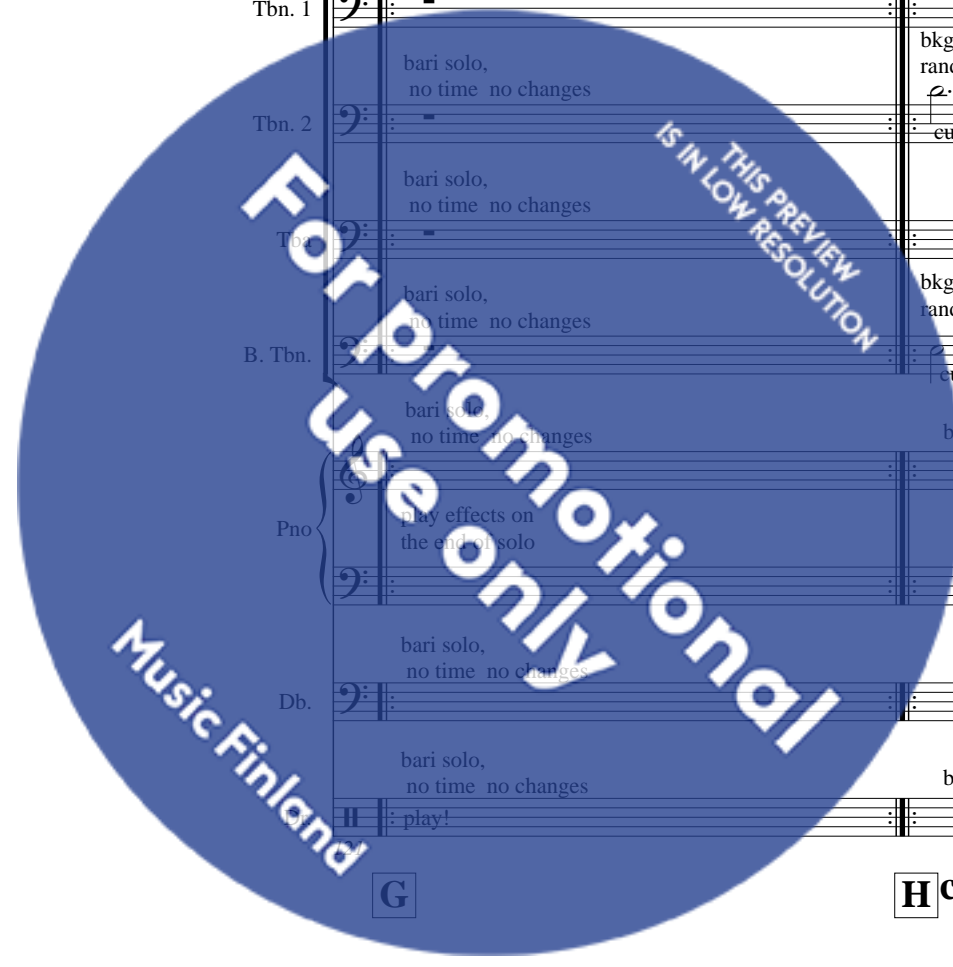 Tbn. 1
bkg
bari solo,
no time no changes
Tbn. 2
cu
bari solo,
no time no changes
Tba
bari solo,
no time no changes
bkg
B. Tbn.
cu
bari solo,
no time no changes
b
Pno
play effects on
the end of solo
bari solo,
no time no changes
Db.
bari solo,
no time no changes
b
play!
G
H
For promotional
use only
THIS PREVIEW
IS IN LOW RESOLUTION
Music Finland